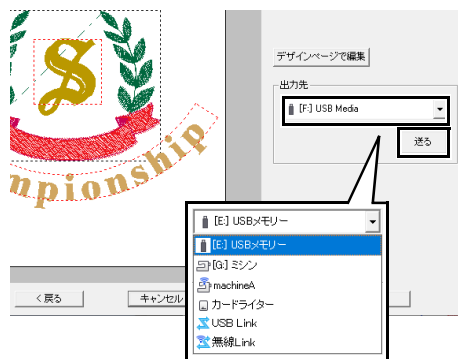 デザインページで編集
出力先
[F:] USB Media
送る
S
mpionship
[E:] USBメモリー
[E:] USBメモリー
[G:] ミシン
machineA
カードライター
USB Link
無線Link
< 戻る
キャンセル